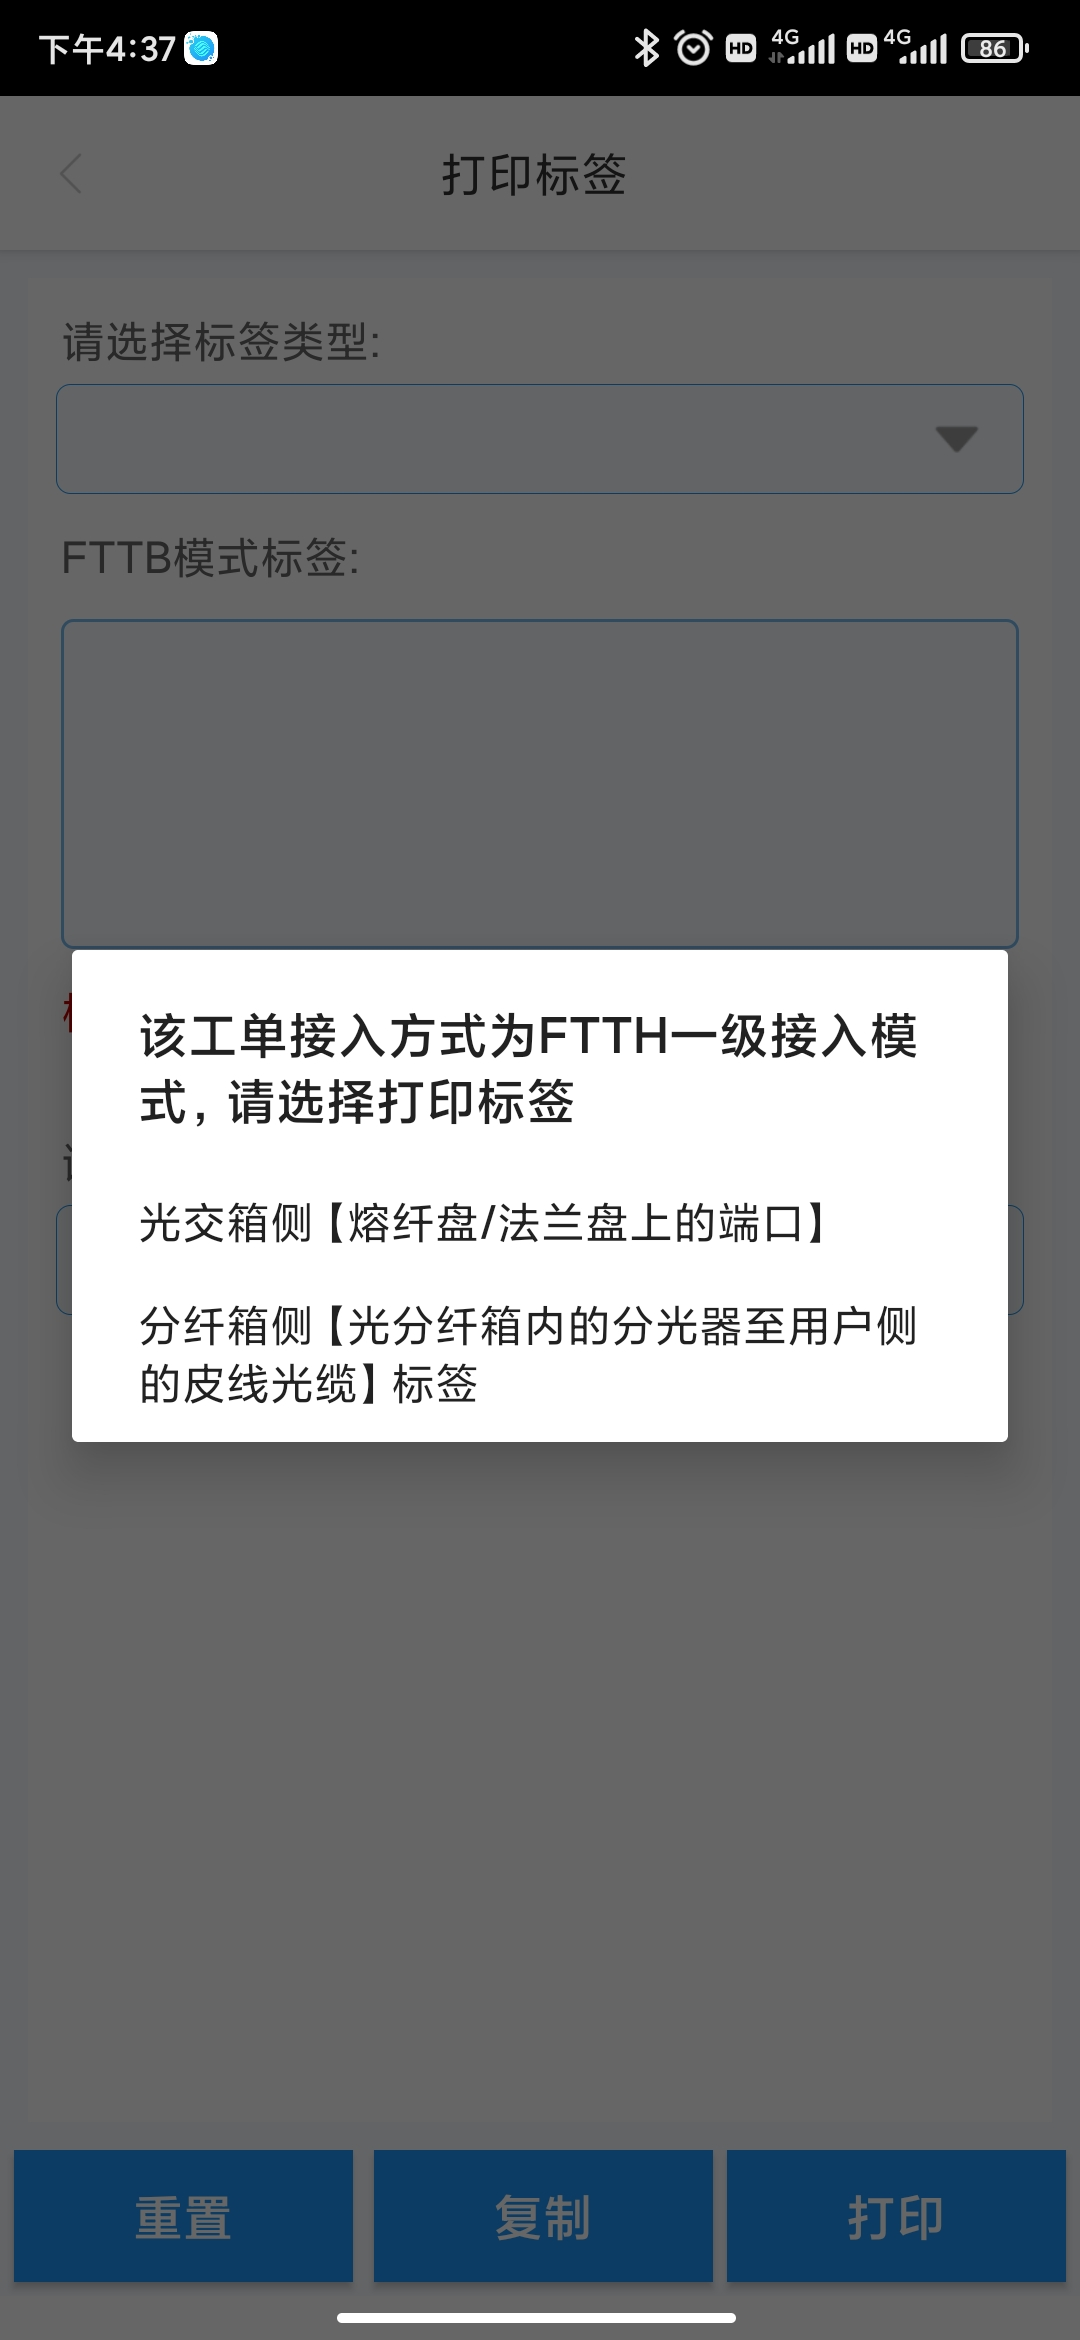 下午4:37
HD 4G HD 4G 86
打印标签
请选择标签类型:
FTTB模式标签:
该工单接入方式为FTTH一级接入模
式，请选择打印标签
光交箱侧【熔纤盘/法兰盘上的端口】
分纤箱侧【光分纤箱内的分光器至用户侧
的皮线光缆】标签
重置
复制
打印